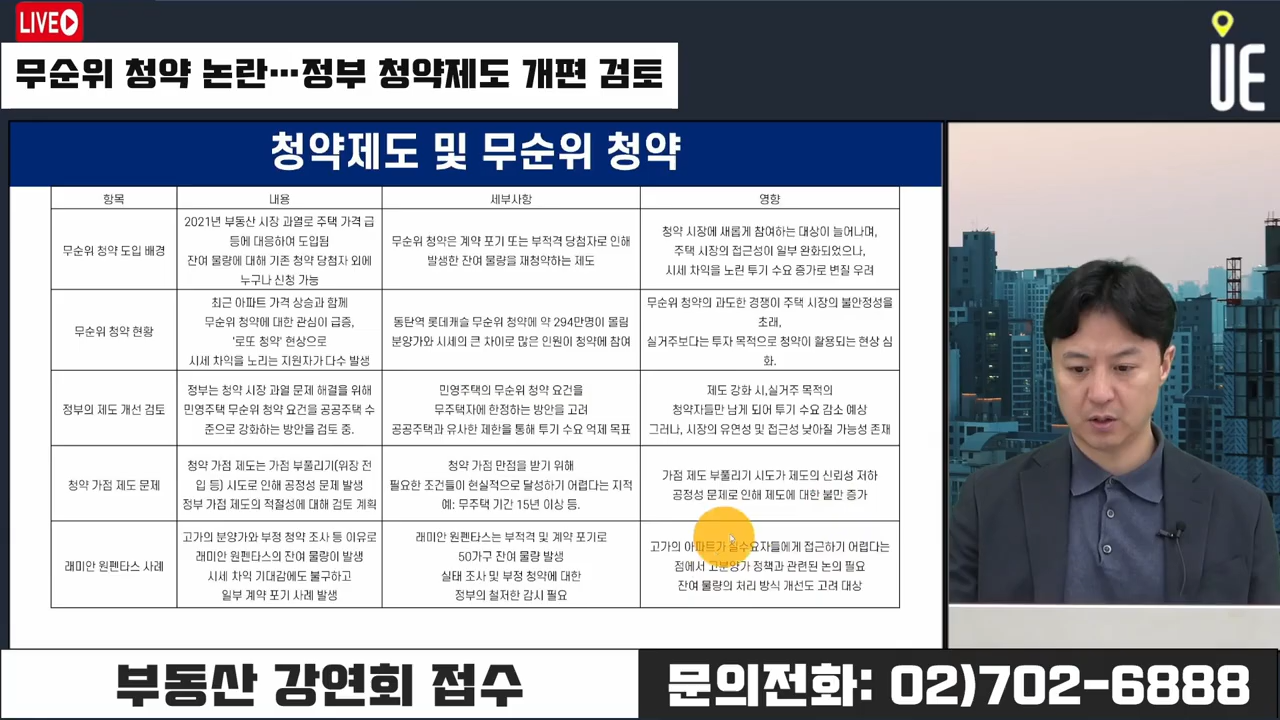 LIVE
무순위 청약 논란…정부 청약제도 개편 검토
UE
청약제도 및 무순위 청약
항목
내용
세부사항
영향
무순위 청약 도입 배경
2021년 부동산 시장 과열로 주택 가격 급
등에 대응하여 도입됨
잔여 물량에 대해 기존 청약 당첨자 외에
누구나 신청 가능
무순위 청약은 계약 포기 또는 부적격 당첨자로 인해
발생한 잔여 물량을 재청약하는 제도
청약 시장에 새롭게 참여하는 대상이 늘어나며,
주택 시장의 접근성이 일부 완화되었으나,
시세 차익을 노린 투기 수요 증가로 변질 우려
무순위 청약 현황
최근 아파트 가격 상승과 함께
무순위 청약에 대한 관심이 급증,
'로또 청약' 현상으로
시세 차익을 노리는 지원자가 다수 발생
동탄역 롯데캐슬 무순위 청약에 약 294만명이 몰림
분양가와 시세의 큰 차이로 많은 인원이 청약에 참여
무순위 청약의 과도한 경쟁이 주택 시장의 불안정성을
초래,
실거주보다는 투자 목적으로 청약이 활용되는 현상 심
화.
정부의 제도 개선 검토
정부는 청약 시장 과열 문제 해결을 위해
민영주택 무순위 청약 요건을 공공주택 수
준으로 강화하는 방안을 검토 중.
민영주택의 무순위 청약 요건을
무주택자에 한정하는 방안을 고려
공공주택과 유사한 제한을 통해 투기 수요 억제 목표
제도 강화 시,실거주 목적의
청약자들만 남게 되어 투기 수요 감소 예상
그러나, 시장의 유연성 및 접근성 낮아질 가능성 존재
청약 가점 제도 문제
청약 가점 제도는 가점 부풀리기(위장 전
입 등) 시도로 인해 공정성 문제 발생
정부 가점 제도의 적절성에 대해 검토 계획
청약 가점 만점을 받기 위해
필요한 조건들이 현실적으로 달성하기 어렵다는 지적
예: 무주택 기간 15년 이상 등.
가점 제도 부풀리기 시도가 제도의 신뢰성 저하
공정성 문제로 인해 제도에 대한 불만 증가
래미안 원펜타스 사례
고가의 분양가와 부정 청약 조사 등 이유로
래미안 원펜타스의 잔여 물량이 발생
시세 차익 기대감에도 불구하고
일부 계약 포기 사례 발생
래미안 원펜타스는 부적격 및 계약 포기로
50가구 잔여 물량 발생
실태 조사 및 부정 청약에 대한
정부의 철저한 감시 필요
고가의 아파트가 실수요자들에게 접근하기 어렵다는
점에서 고분양가 정책과 관련된 논의 필요
잔여 물량의 처리 방식 개선도 고려 대상
부동산 강연회 접수
문의전화: 02)702-6888